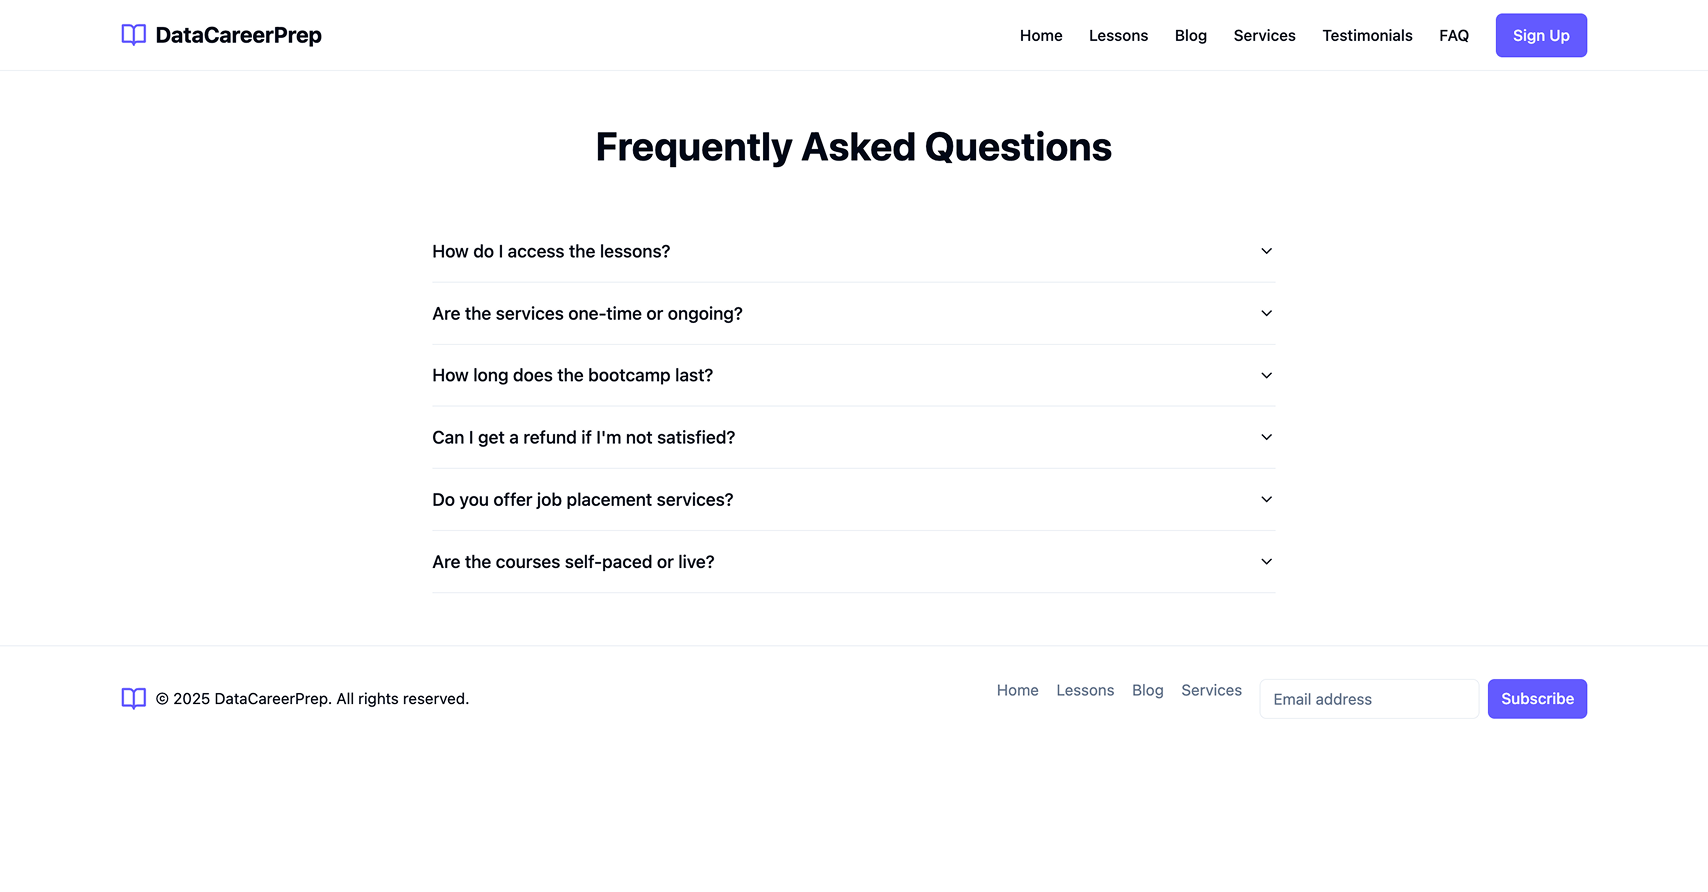 DataCareerPrep
Home Lessons Blog Services Testimonials FAQ Sign Up
Frequently Asked Questions
How do I access the lessons?
Are the services one-time or ongoing?
How long does the bootcamp last?
Can I get a refund if I'm not satisfied?
Do you offer job placement services?
Are the courses self-paced or live?
© 2025 DataCareerPrep. All rights reserved.
Home Lessons Blog Services Email address Subscribe